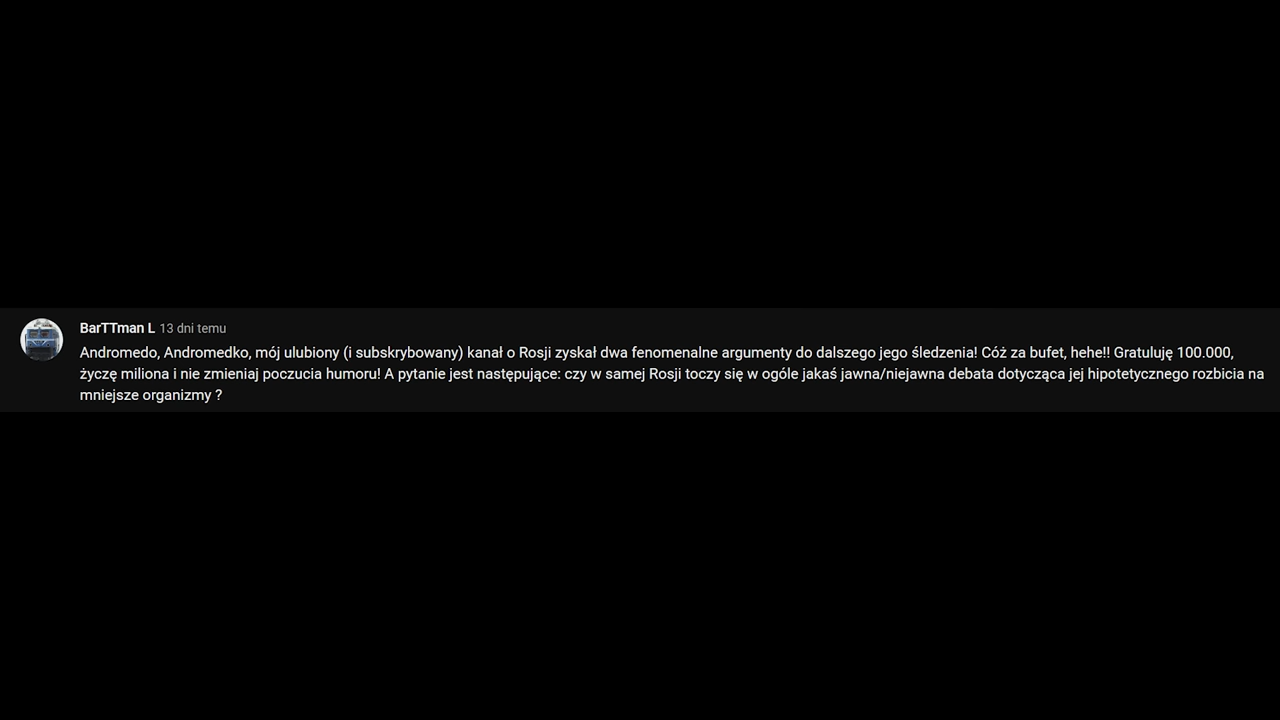 BarTTman L 13 dni temu
Andromedo, Andromedko, mój ulubiony (i subskrybowany) kanał o Rosji zyskał dwa fenomenalne argumenty do dalszego jego śledzenia! Cóż za bufet, hehe!! Gratuluję 100.000,
życzę miliona i nie zmieniaj poczucia humoru! A pytanie jest następujące: czy w samej Rosji toczy się w ogóle jakaś jawna/niejawna debata dotycząca jej hipotetycznego rozbicia na
mniejsze organizmy ?